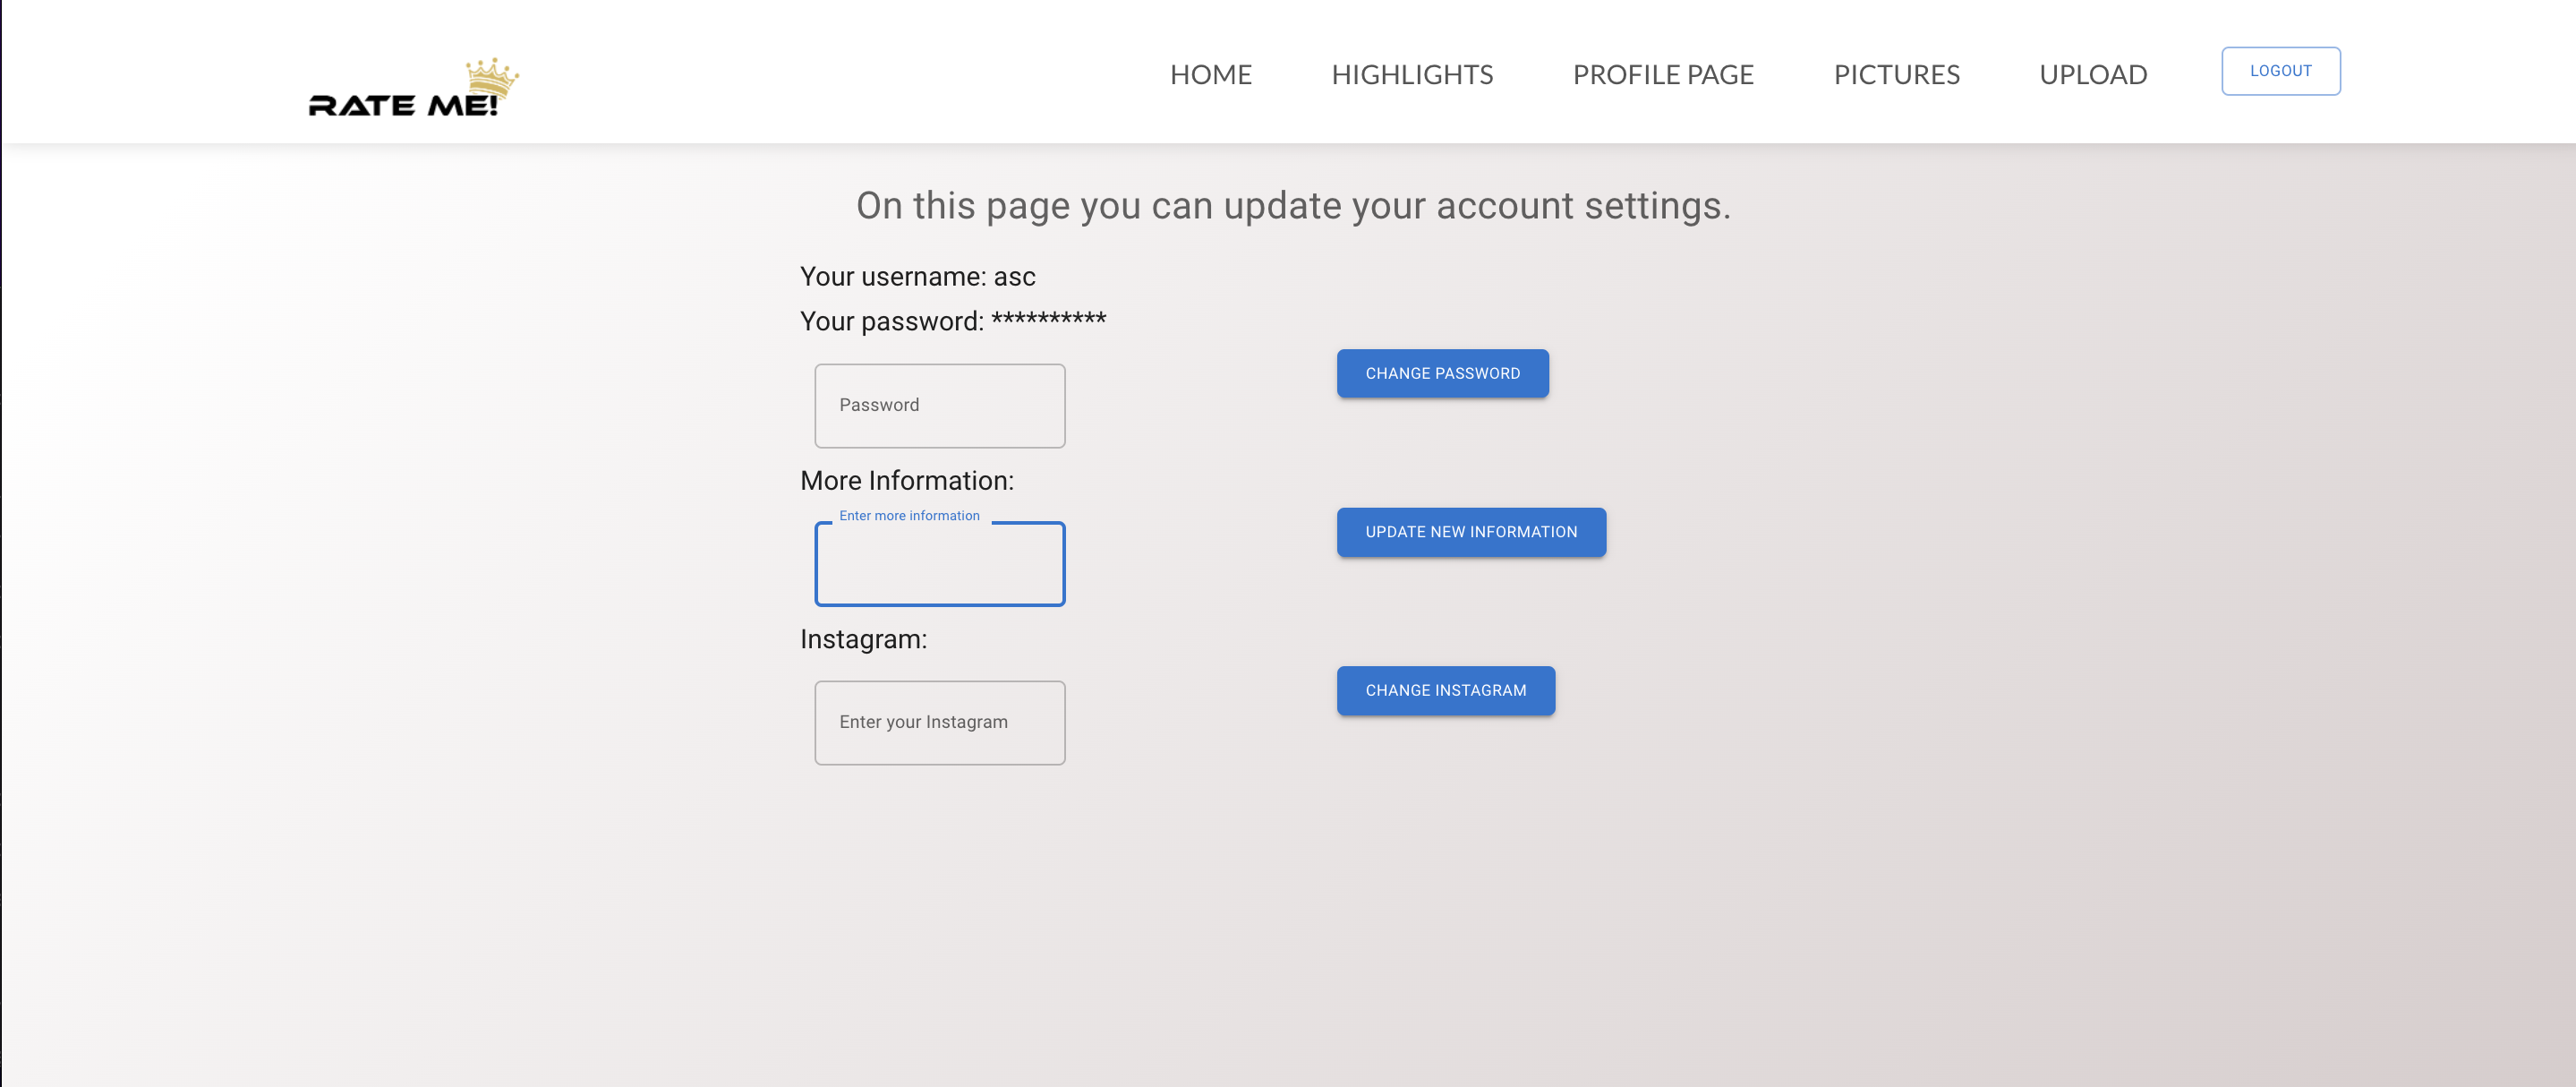 RATE ME!
HOME HIGHLIGHTS PROFILE PAGE PICTURES UPLOAD LOGOUT
On this page you can update your account settings.
Your username: asc
Your password: **********
Password
CHANGE PASSWORD
More Information:
Enter more information
UPDATE NEW INFORMATION
Instagram:
Enter your Instagram
CHANGE INSTAGRAM